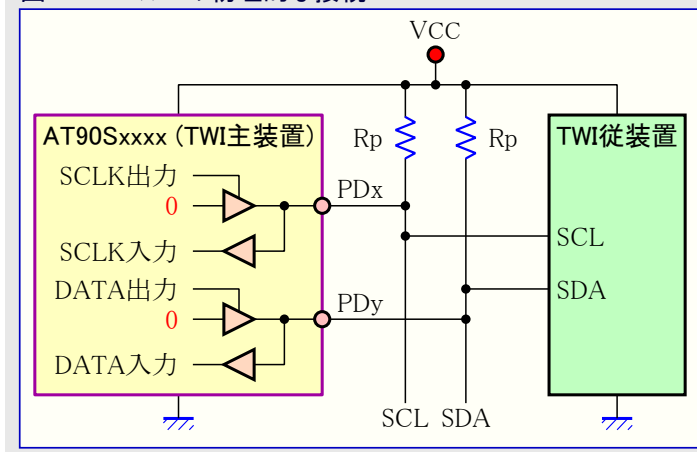 VCC
AT90Sxxxx (TWI主装置)
Rp
Rp
TWI従装置
SCLK出力
0
PDx
SCLK入力
SCL
DATA出力
SDA
0
PDy
DATA入力
SCL SDA